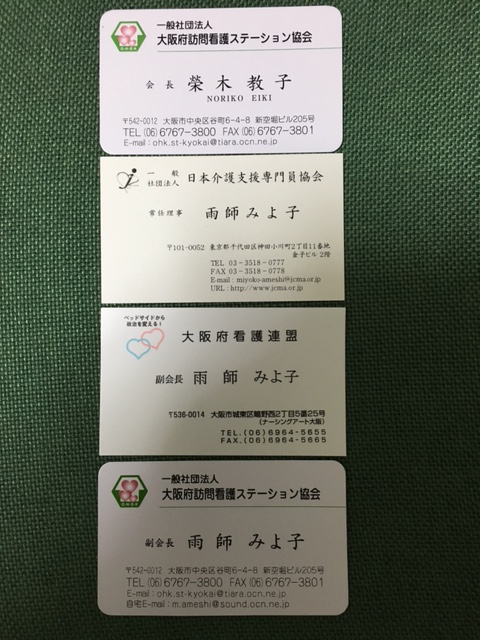 一般社団法人
大阪府訪問看護ステーション協会
会長 榮木教子
NORIKO EIKI
〒542-0012 大阪市中央区谷町6-4-8 新空堀ビル205号
TEL (06) 6767-3800 FAX (06) 6767-3801
E-mail : ohk.st-kyokai@tiara.ocn.ne.jp
一般社団法人 日本介護支援専門員協会
常任理事 雨師みよ子
〒101-0052 東京都千代田区神田小川町2丁目11番地
金子ビル 2階
TEL 03-3518-0777
FAX 03-3518-0778
E-mail : miyoko-ameshi@jcma.or.jp
URL : http://www.jcma.or.jp
ベッドサイドから
政治を変える!
大阪府看護連盟
副会長 雨師 みよ子
〒536-0014 大阪市城東区鴫野西2丁目5番25号
(ナーシングアート大阪)
TEL.(06)6964-5655
FAX.(06)6964-5665
一般社団法人
大阪府訪問看護ステーション協会
副会長 雨師 みよ子
〒542-0012 大阪市中央区谷町6-4-8 新空堀ビル205号
TEL (06) 6767-3800 FAX (06) 6767-3801
E-mail : ohk.st-kyokai@tiara.ocn.ne.jp
自宅E-mail : m.ameshi@sound.ocn.ne.jp